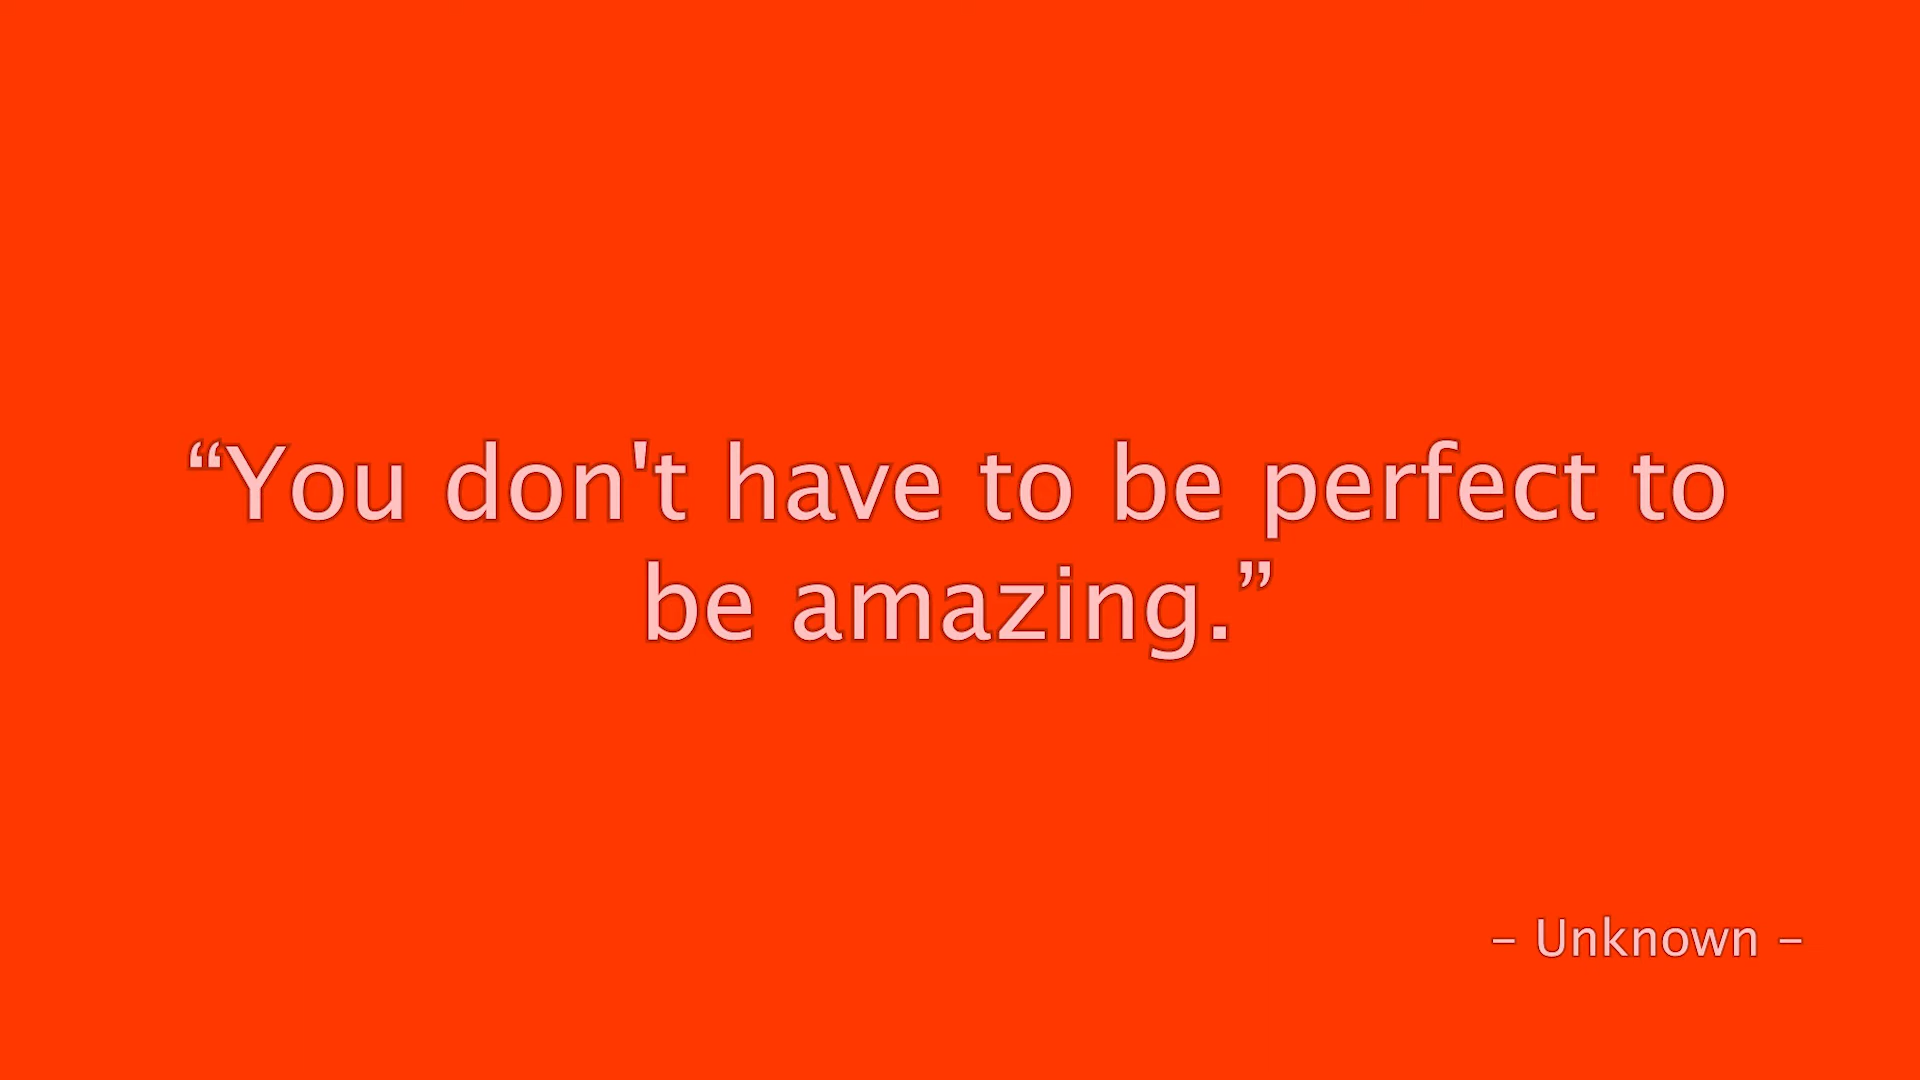 “You don't have to be perfect to
be amazing.”
– Unknown –